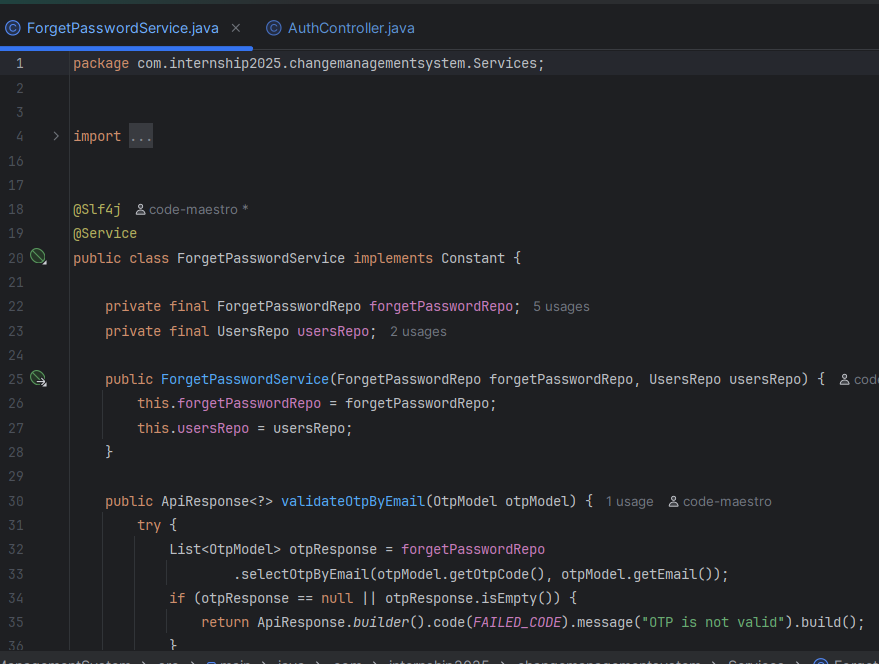 ForgetPasswordService.java AuthController.java
1 package com.internship2025.changemanagementsystem.Services;
2
3
4 import ...
16
17
18 @Slf4j code-maestro *
19 @Service
20 public class ForgetPasswordService implements Constant {
21
22 private final ForgetPasswordRepo forgetPasswordRepo; 5 usages
23 private final UsersRepo usersRepo; 2 usages
24
25 public ForgetPasswordService(ForgetPasswordRepo forgetPasswordRepo, UsersRepo usersRepo) { cod
26 this.forgetPasswordRepo = forgetPasswordRepo;
27 this.usersRepo = usersRepo;
28 }
29
30 public ApiResponse<?> validateOtpByEmail(OtpModel otpModel) { 1 usage code-maestro
31 try {
32 List<OtpModel> otpResponse = forgetPasswordRepo
33 .selectOtpByEmail(otpModel.getOtpCode(), otpModel.getEmail());
34 if (otpResponse == null || otpResponse.isEmpty()) {
35 return ApiResponse.builder().code(FAILED_CODE).message("OTP is not valid").build();
36 }